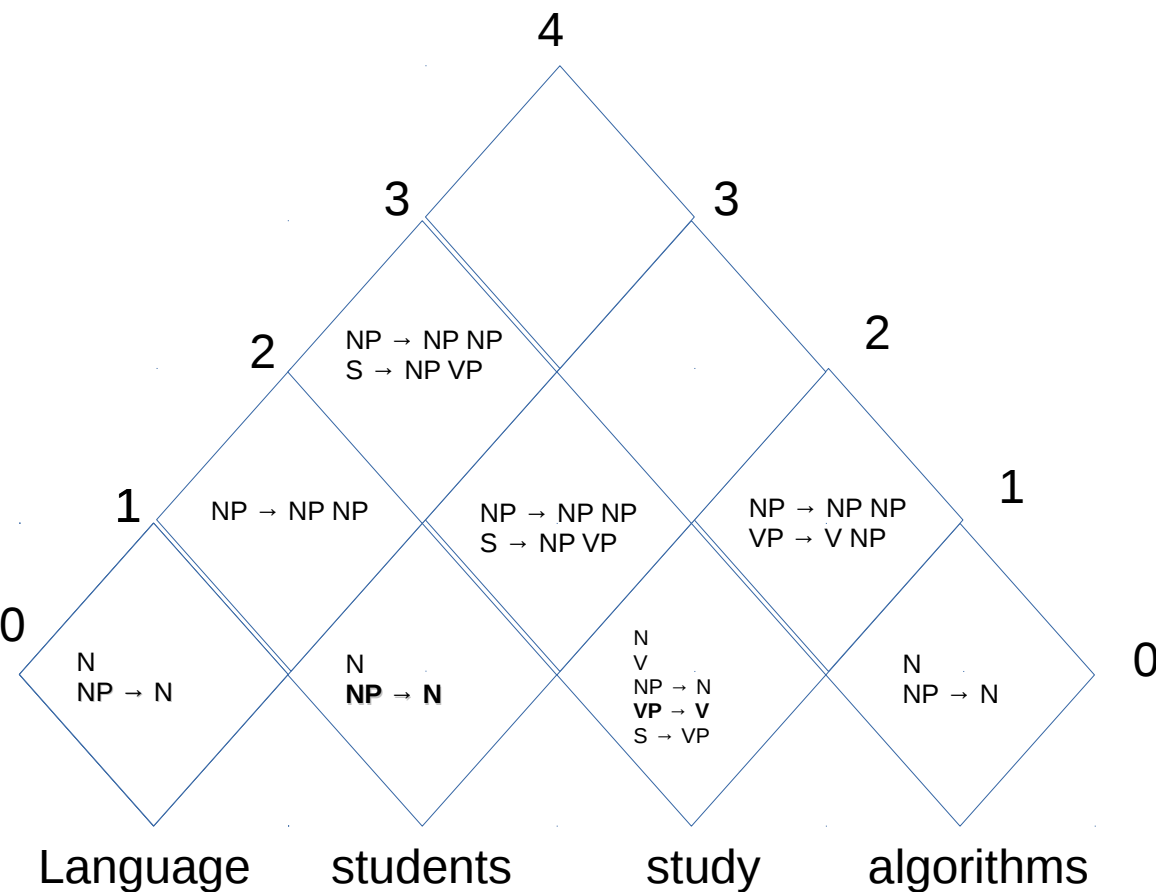 4
3
3
2
NP → NP NP
S → NP VP
2
1
NP → NP NP
NP → NP NP
S → NP VP
NP → NP NP
VP → V NP
1
0
N
NP → N
N
NP → N
N
V
NP → N
VP → V
S → VP
N
NP → N
0
Language students study algorithms